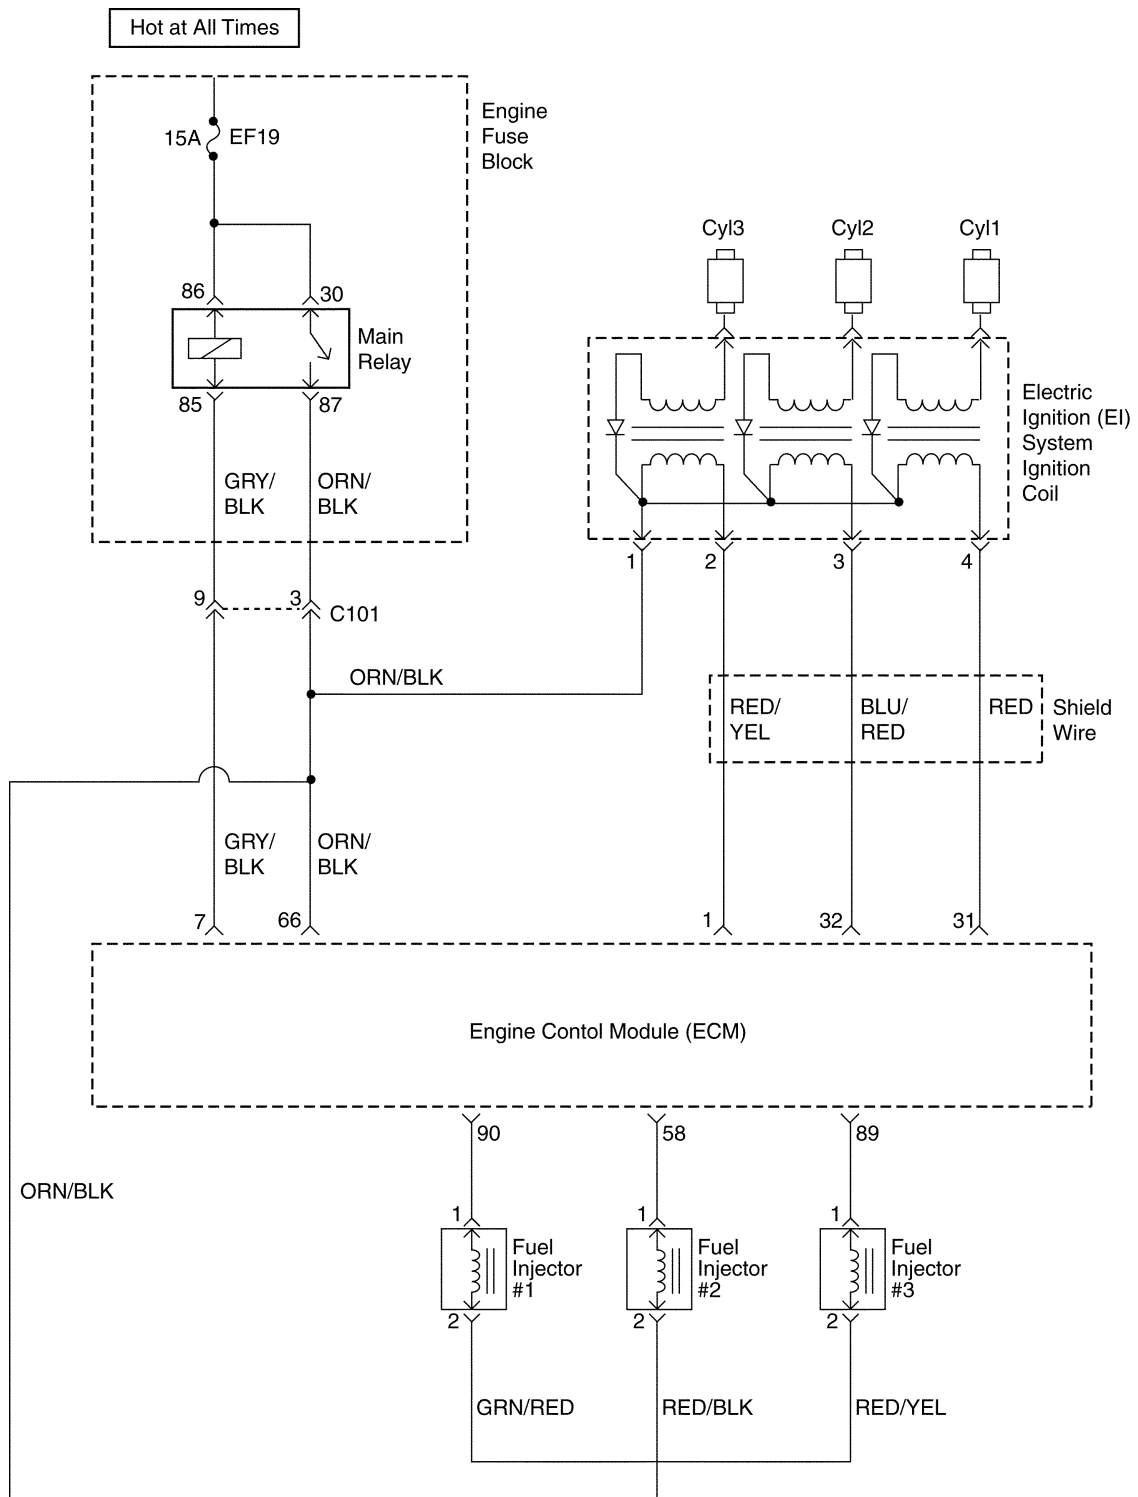 Hot at All Times
Engine
Fuse
Block
15A
EF19
Cyl3
Cyl2
Cyl1
86
30
Main
Relay
85
87
Electric
Ignition (EI)
System
Ignition
Coil
GRY/
BLK
ORN/
BLK
1
2
3
4
9
3
C101
ORN/BLK
RED/
YEL
BLU/
RED
RED
Shield
Wire
GRY/
BLK
ORN/
BLK
7
66
1
32
31
Engine Contol Module (ECM)
90
58
89
ORN/BLK
1
1
1
Fuel
Injector
#1
Fuel
Injector
#2
Fuel
Injector
#3
2
2
2
GRN/RED
RED/BLK
RED/YEL